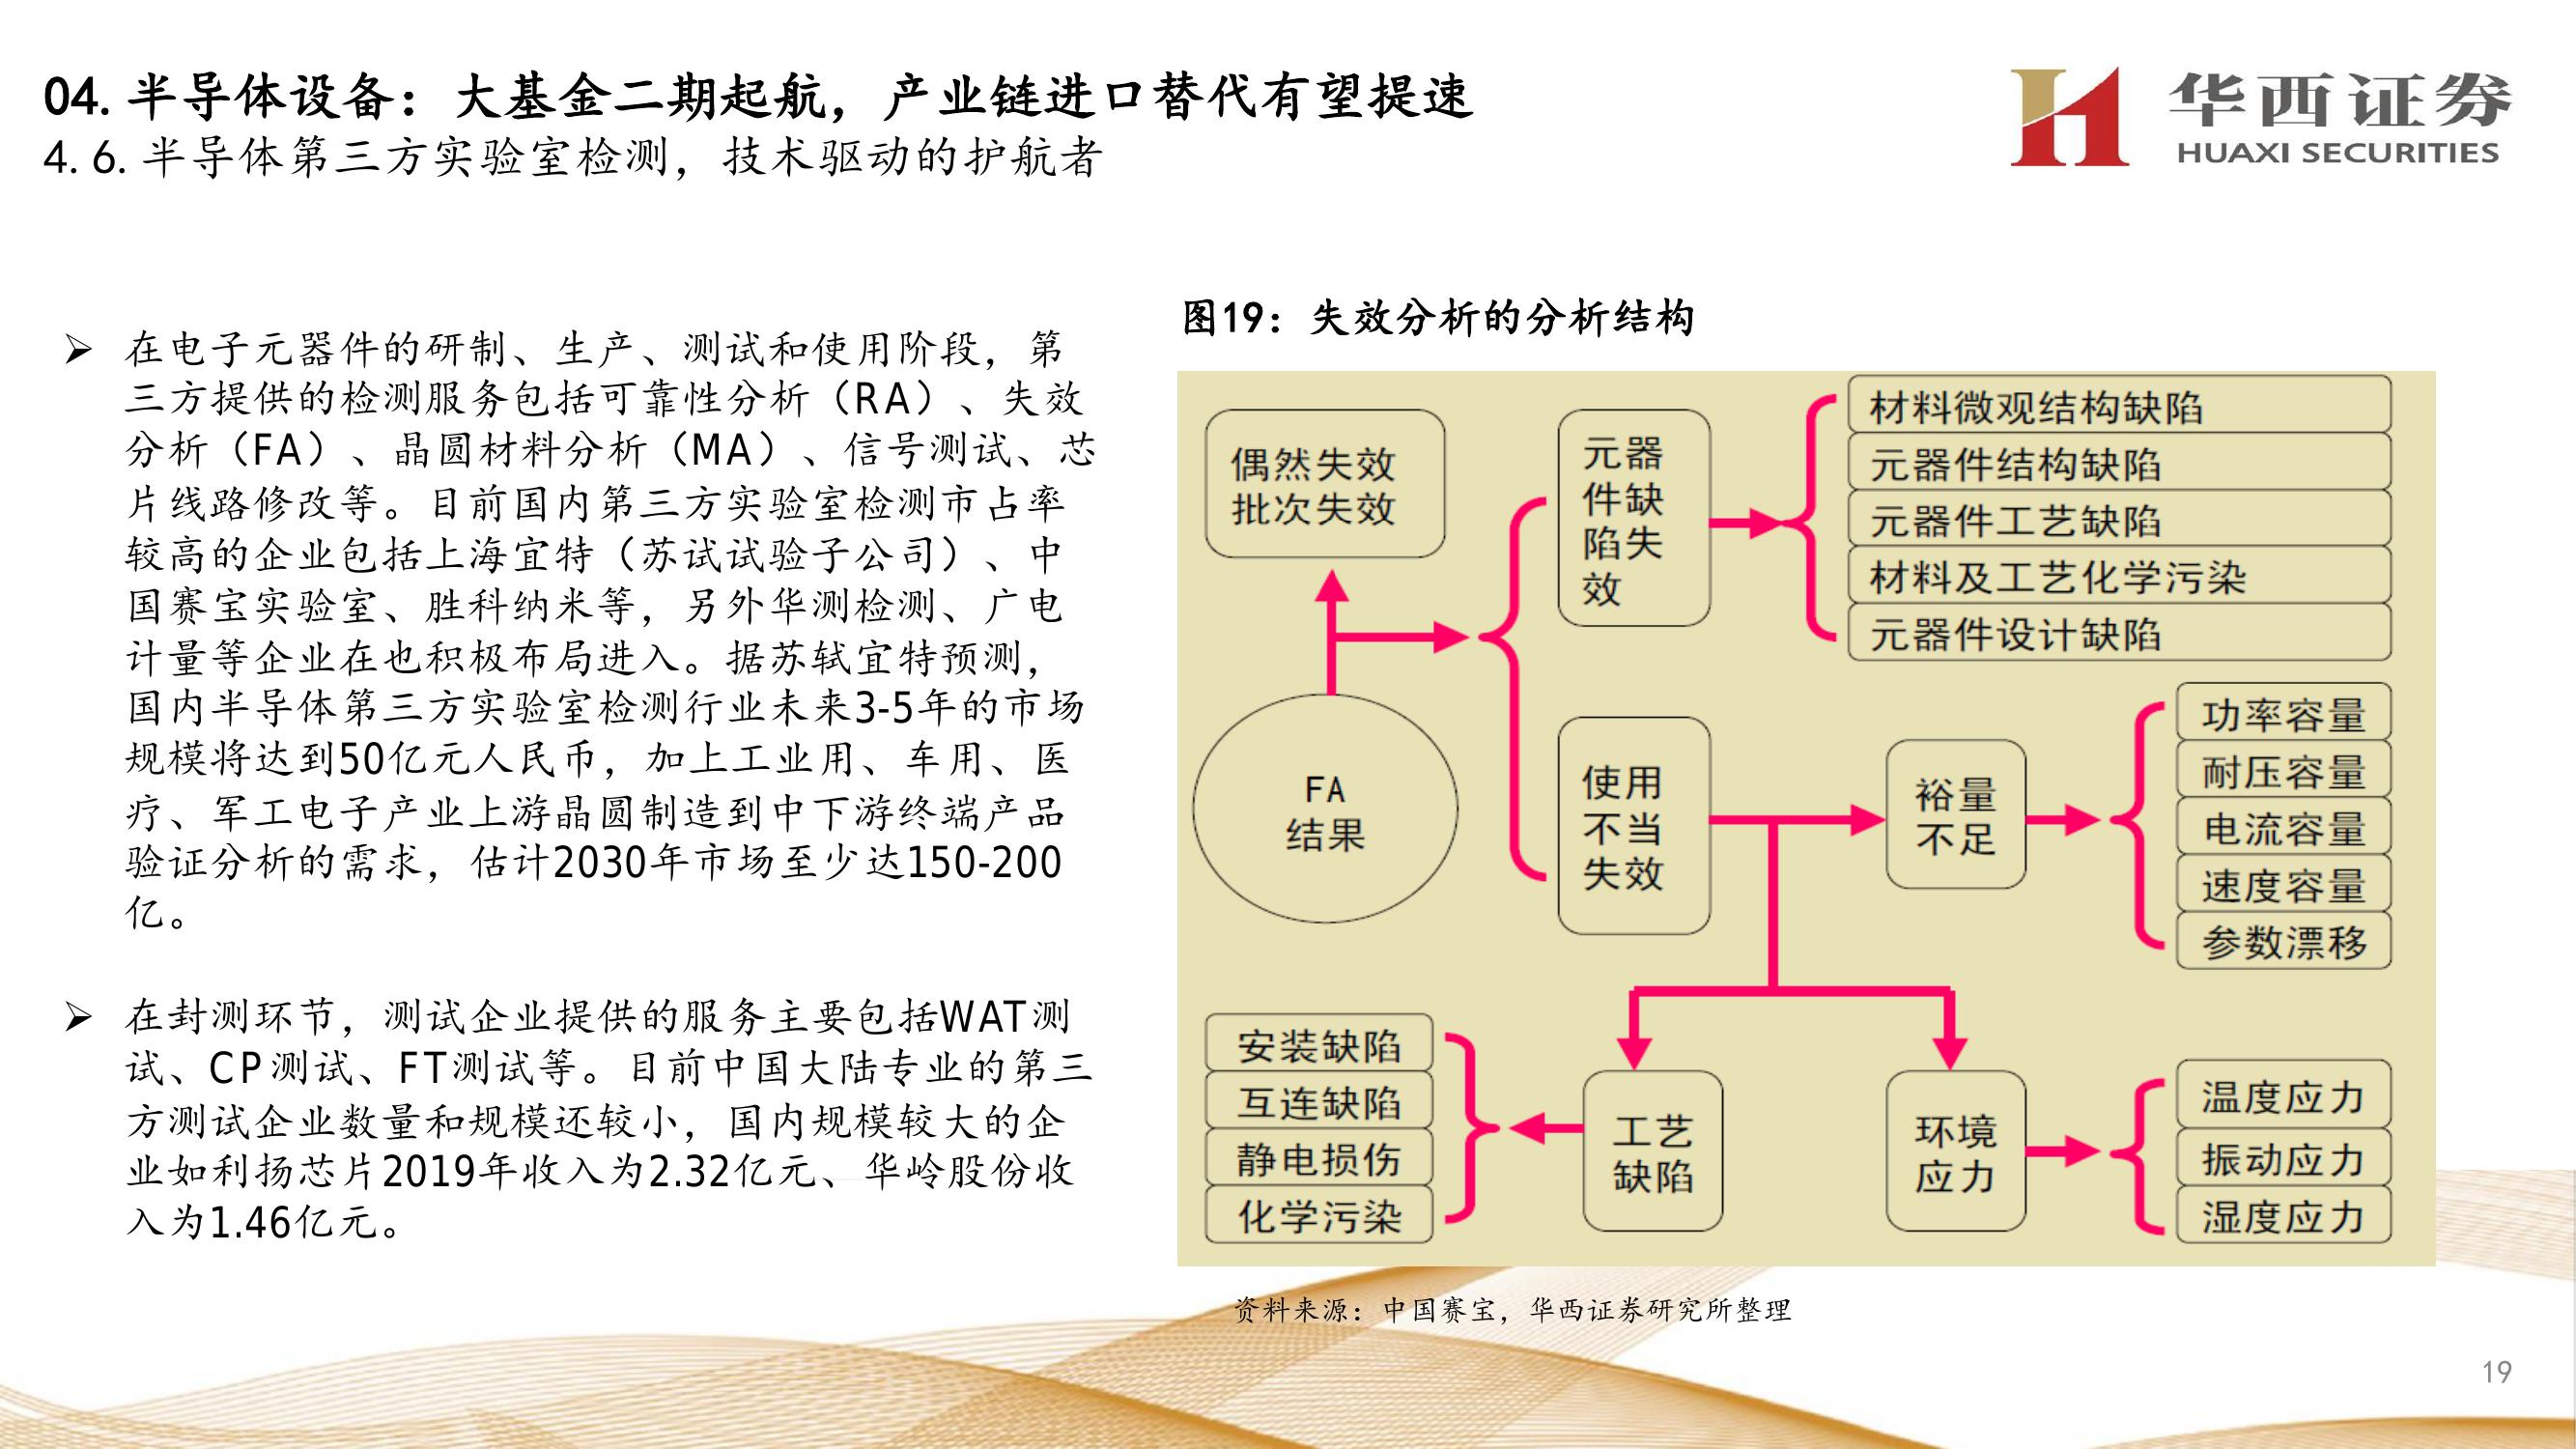 04.半导体设备：大基金二期起航，产业链进口替代有望提速
4.6.半导体第三方实验室检测，技术驱动的护航者
华西证券
HUAXI SECURITIES
➢ 在电子元器件的研制、生产、测试和使用阶段，第
三方提供的检测服务包括可靠性分析（RA）、失效
分析（FA）、晶圆材料分析（MA）、信号测试、芯
片线路修改等。目前国内第三方实验室检测市占率
较高的企业包括上海宜特（苏试试验子公司）、中
国赛宝实验室、胜科纳米等，另外华测检测、广电
计量等企业在也积极布局进入。据苏轼宜特预测，
国内半导体第三方实验室检测行业未来3-5年的市场
规模将达到50亿元人民币，加上工业用、车用、医
疗、军工电子产业上游晶圆制造到中下游终端产品
验证分析的需求，估计2030年市场至少达150-200
亿。
➢ 在封测环节，测试企业提供的服务主要包括WAT测
试、CP测试、FT测试等。目前中国大陆专业的第三
方测试企业数量和规模还较小，国内规模较大的企
业如利扬芯片2019年收入为2.32亿元、华岭股份收
入为1.46亿元。
图19：失效分析的分析结构
偶然失效
批次失效
FA
结果
元器
件缺
陷失
效
材料微观结构缺陷
元器件结构缺陷
元器件工艺缺陷
材料及工艺化学污染
元器件设计缺陷
使用
不当
失效
裕量
不足
功率容量
耐压容量
电流容量
速度容量
参数漂移
安装缺陷
互连缺陷
静电损伤
化学污染
工艺
缺陷
环境
应力
温度应力
振动应力
湿度应力
资料来源：中国赛宝，华西证券研究所整理
19